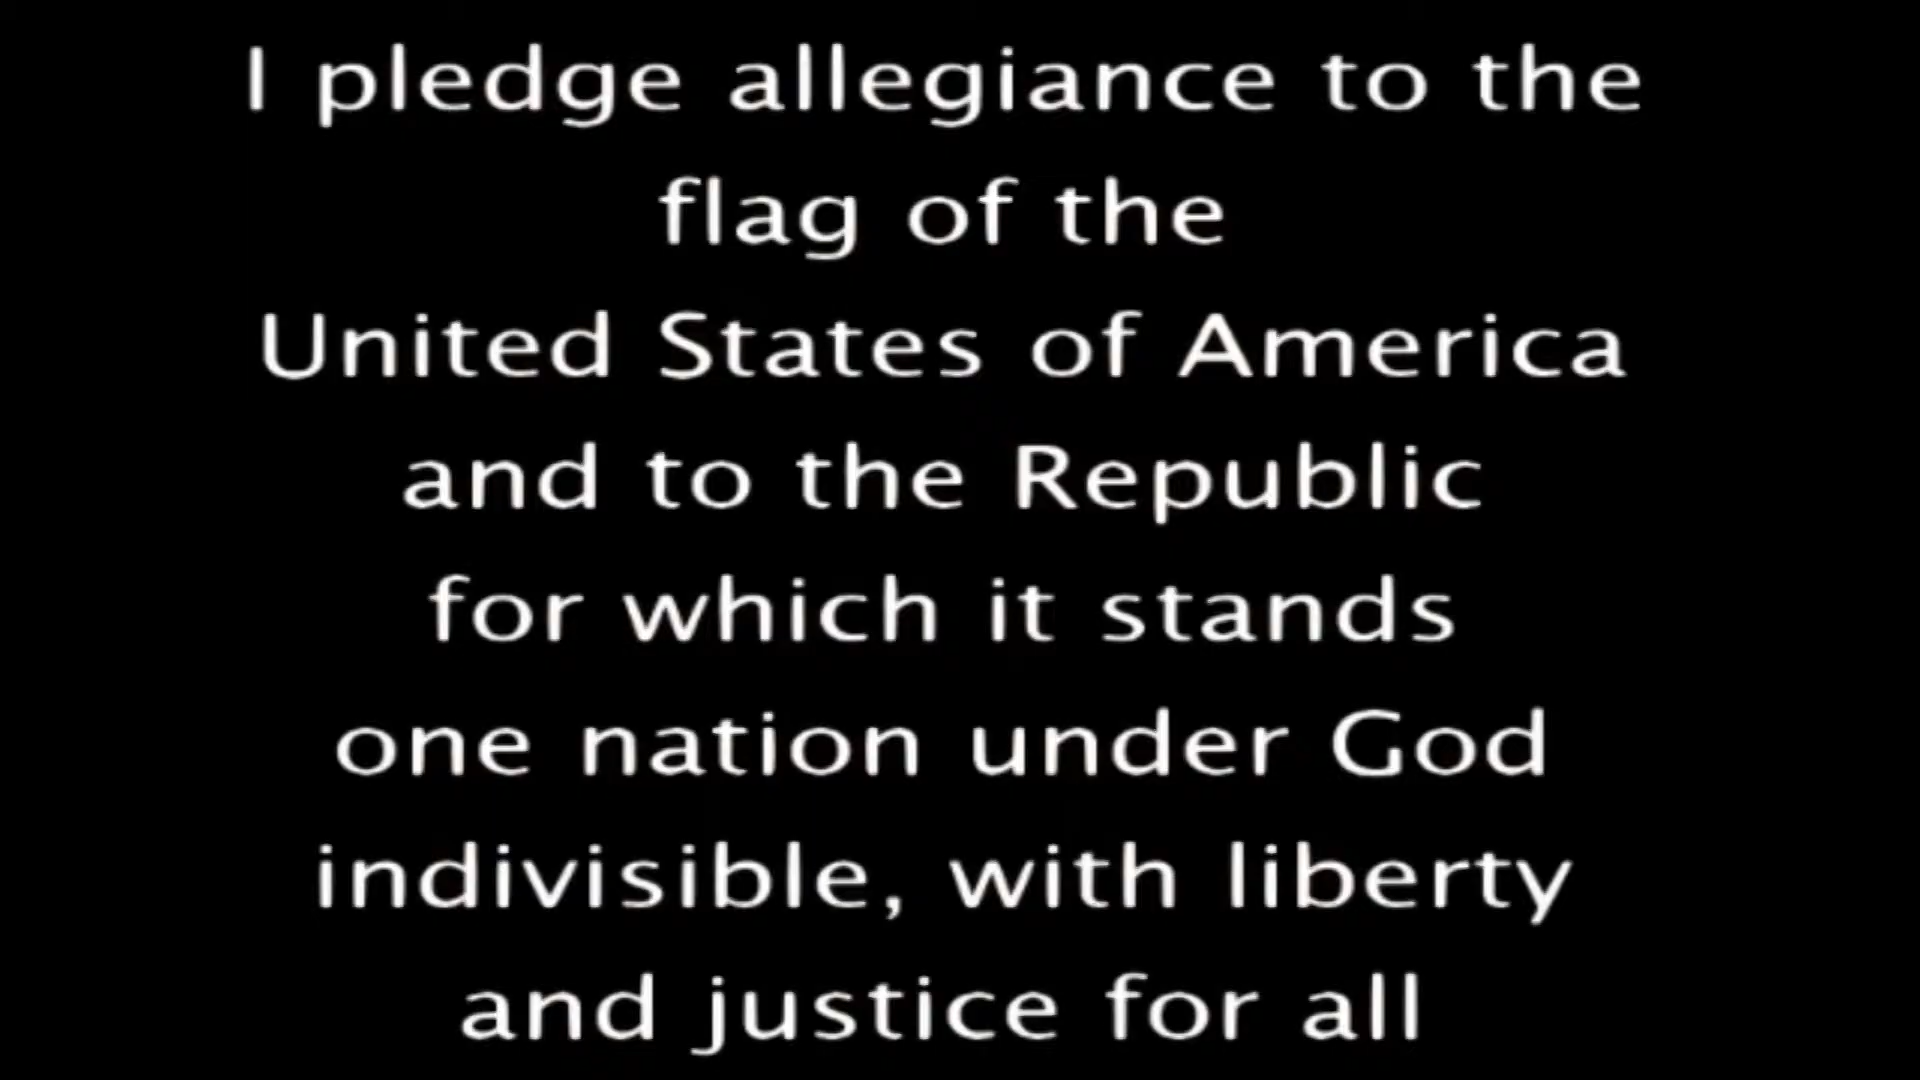 I pledge allegiance to the
flag of the
United States of America
and to the Republic
for which it stands
one nation under God
indivisible, with liberty
and justice for all